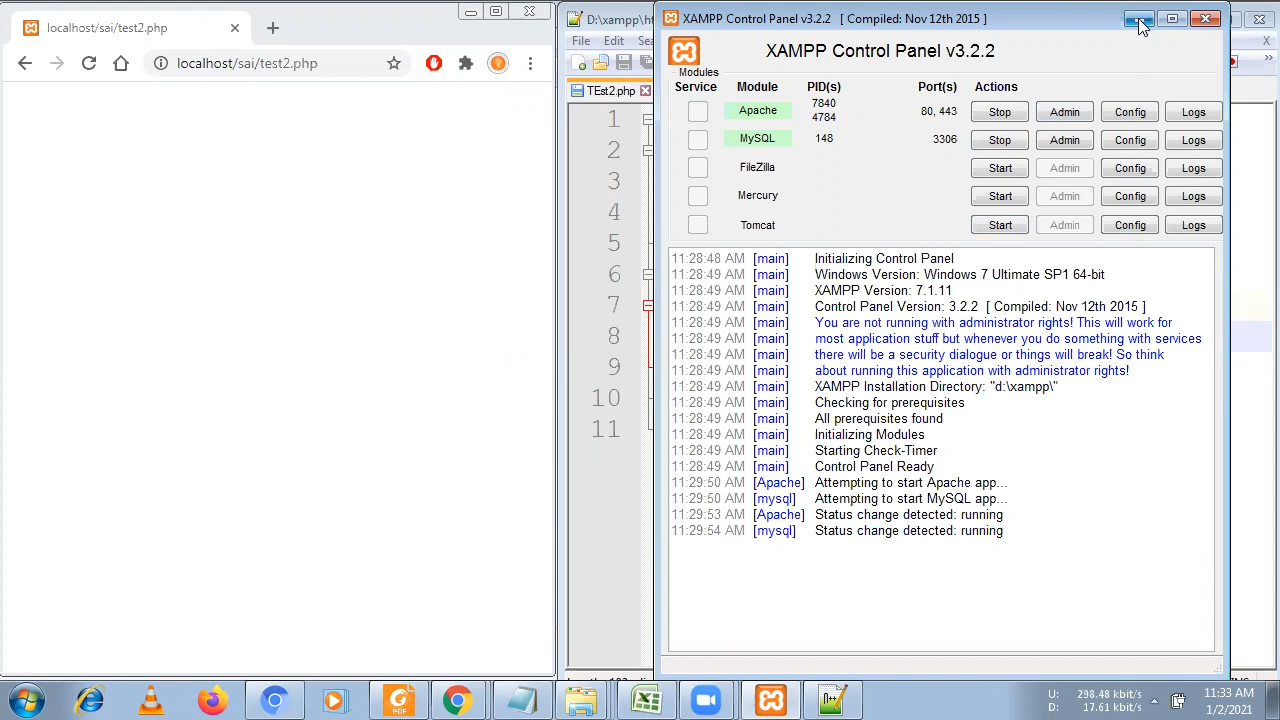 localhost/sai/test2.php
localhost/sai/test2.php
D:\xampp\ht
File Edit Sea
X
TEst2.php
1
2
3
4
5
6
7
8
9
10
11
XAMPP Control Panel v3.2.2 [ Compiled: Nov 12th 2015 ]
XAMPP Control Panel v3.2.2
Modules
Service Module PID(s) Port(s) Actions
Apache 7840 4784 80, 443 Stop Admin Config Logs
MySQL 148 3306 Stop Admin Config Logs
FileZilla Start Admin Config Logs
Mercury Start Admin Config Logs
Tomcat Start Admin Config Logs
11:28:48 AM [main] Initializing Control Panel
11:28:49 AM [main] Windows Version: Windows 7 Ultimate SP1 64-bit
11:28:49 AM [main] XAMPP Version: 7.1.11
11:28:49 AM [main] Control Panel Version: 3.2.2 [ Compiled: Nov 12th 2015 ]
11:28:49 AM [main] You are not running with administrator rights! This will work for
11:28:49 AM [main] most application stuff but whenever you do something with services
11:28:49 AM [main] there will be a security dialogue or things will break! So think
11:28:49 AM [main] about running this application with administrator rights!
11:28:49 AM [main] XAMPP Installation Directory: "d:\xampp\"
11:28:49 AM [main] Checking for prerequisites
11:28:49 AM [main] All prerequisites found
11:28:49 AM [main] Initializing Modules
11:28:49 AM [main] Starting Check-Timer
11:28:49 AM [main] Control Panel Ready
11:29:50 AM [Apache] Attempting to start Apache app...
11:29:50 AM [mysql] Attempting to start MySQL app...
11:29:53 AM [Apache] Status change detected: running
11:29:54 AM [mysql] Status change detected: running
PDF
U: 298.48 kbit/s
D: 17.61 kbit/s
11:33 AM
1/2/2021